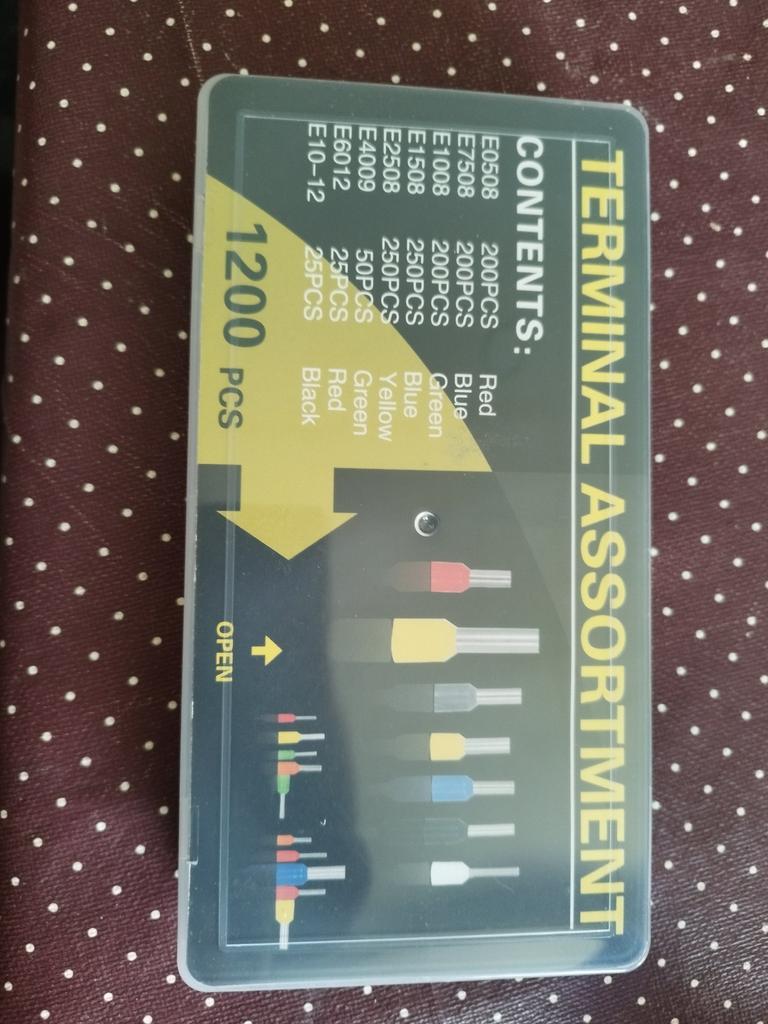 TERMINAL ASSORTMENT
CONTENTS:
E0508 200PCS Red
E7508 200PCS Blue
E1008 200PCS Green
E1508 250PCS Blue
E2508 250PCS Yellow
E4009 50PCS Green
E6012 25PCS Red
E10-12 25PCS Black
1200 PCS
OPEN